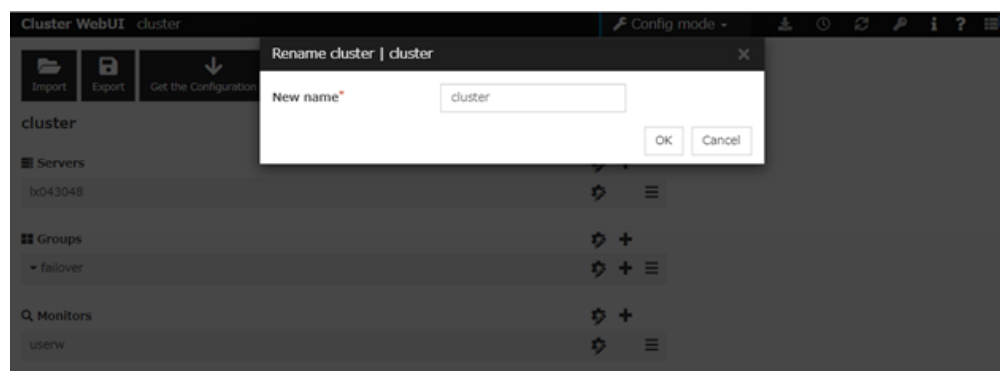 Cluster WebUI cluster
Config mode
Rename cluster | cluster
Import
Export
Get the Configuration
New name*
cluster
OK
Cancel
cluster
Servers
lx043048
Groups
failover
Monitors
userw